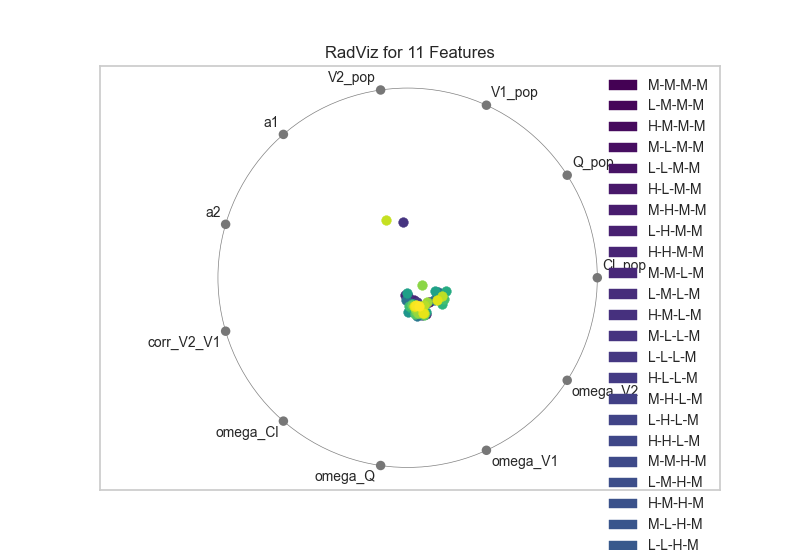 RadViz for 11 Features
V2_pop
V1_pop
a1
Q_pop
a2
Cl_pop
corr_V2_V1
omega_V2
omega_Cl
omega_V1
omega_Q
M-M-M-M
L-M-M-M
H-M-M-M
M-L-M-M
L-L-M-M
H-L-M-M
M-H-M-M
L-H-M-M
H-H-M-M
M-M-L-M
L-M-L-M
H-M-L-M
M-L-L-M
L-L-L-M
H-L-L-M
M-H-L-M
L-H-L-M
H-H-L-M
M-M-H-M
L-M-H-M
H-M-H-M
M-L-H-M
L-L-H-M